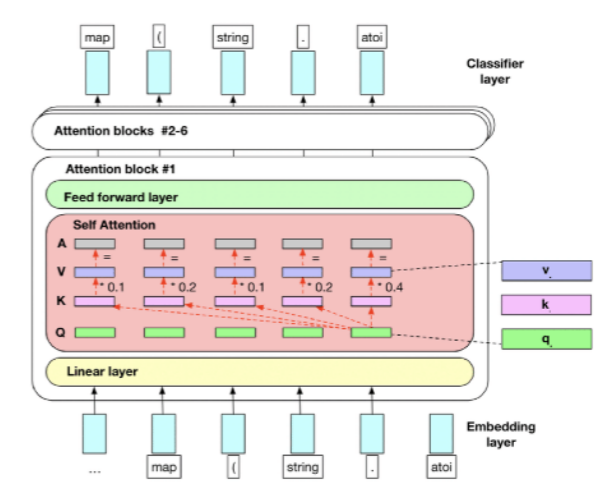 map ( string . atoi
Classifier
layer
Attention blocks #2-6
Attention block #1
Feed forward layer
Self Attention
A
= = = = =
V
v.
* 0.1 * 0.2 * 0.1 * 0.2 * 0.4
K
k.
Q
q.
Linear layer
Embedding
layer
... map ( string . atoi